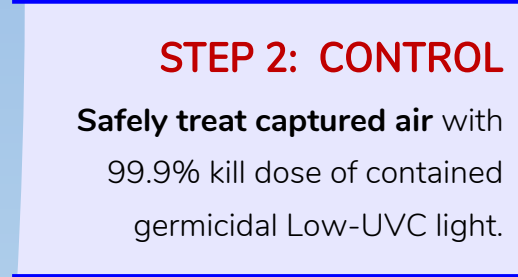 STEP 2: CONTROL
Safely treat captured air with
99.9% kill dose of contained
germicidal Low-UVC light.